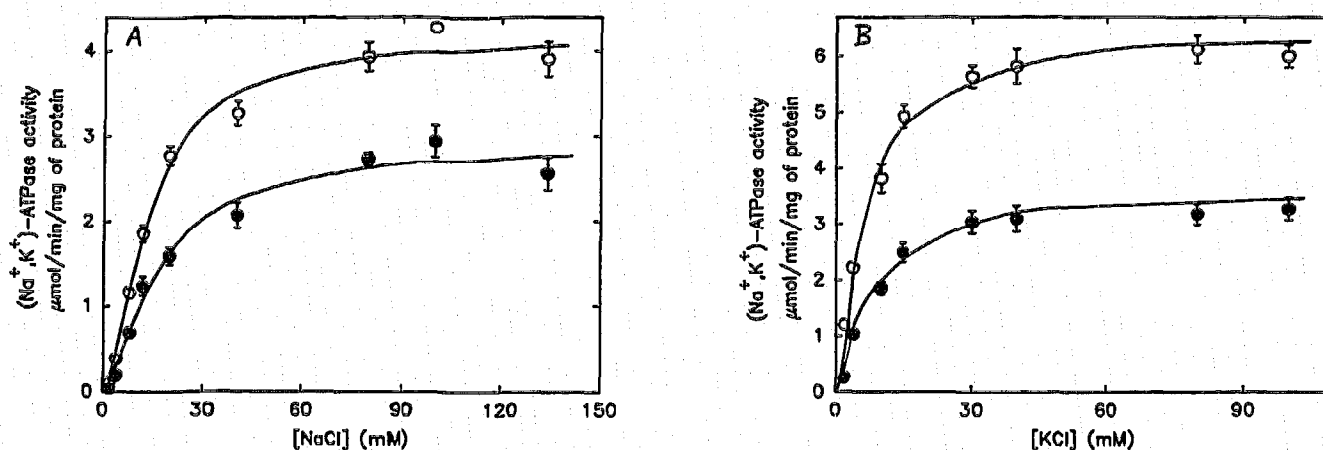 A
(Na⁺,K⁺)-ATPase activity
μmol/min/mg of protein
4
3
2
1
0
0
30
60
90
120
150
[NaCl] (mM)
B
(Na⁺,K⁺)-ATPase activity
μmol/min/mg of protein
6
5
4
3
2
1
0
0
30
60
90
[KCl] (mM)